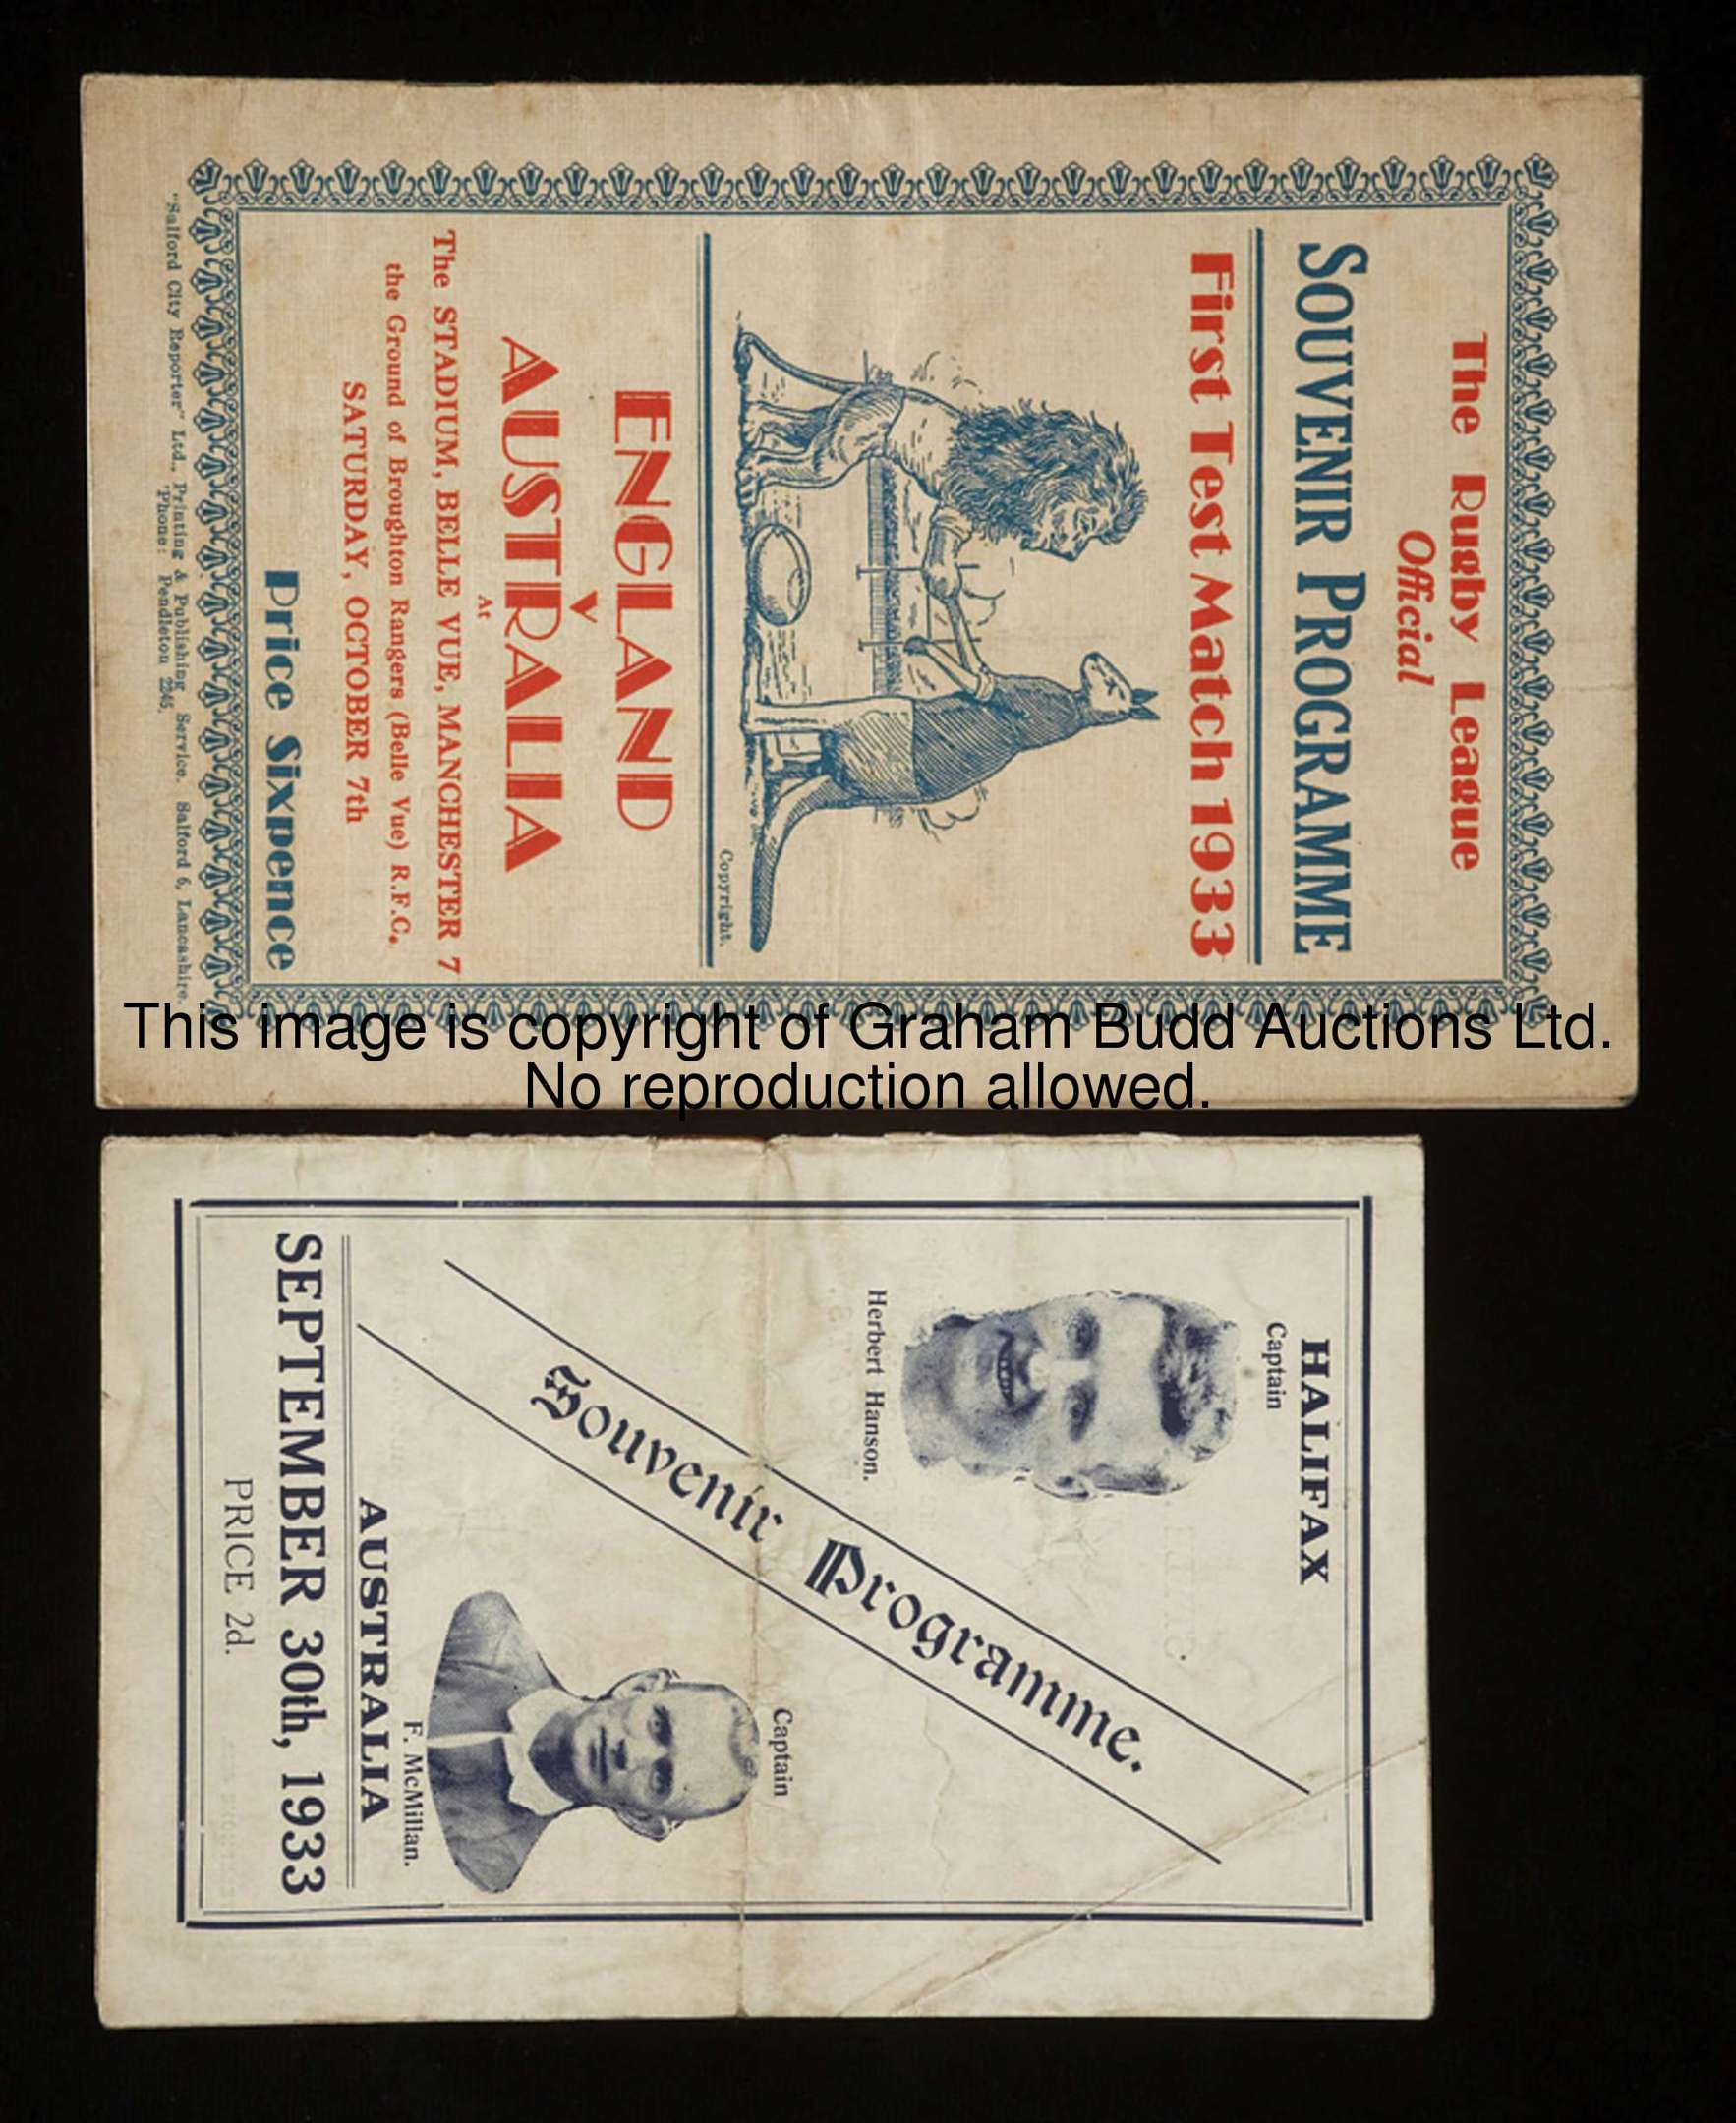 The Rugby League
Official
SOUVENIR PROGRAMME
First Test Match 1933
Copyright.
ENGLAND
V
AUSTRALIA
At
The STADIUM, BELLE VUE, MANCHESTER 7
the Ground of Broughton Rangers (Belle Vue) R.F.C.
SATURDAY, OCTOBER 7th
Price Sixpence
"Salford City Reporter" Ltd., Printing & Publishing Service. Salford 6, Lancashire.
'Phone: Pendleton 2245.
This image is copyright of Graham Budd Auctions Ltd.
No reproduction allowed.
HALIFAX
Captain
Herbert Hanson.
Souvenir Programme.
Captain
F. McMillan.
AUSTRALIA
SEPTEMBER 30th, 1933
PRICE 2d.